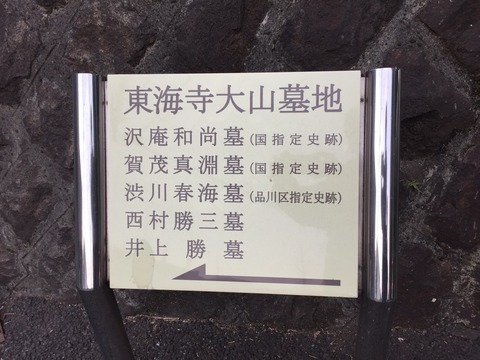 東海寺大山墓地
沢庵和尚墓(国指定史跡)
賀茂真淵墓(国指定史跡)
渋川春海墓(品川区指定史跡)
西村勝三墓
井上 勝 墓